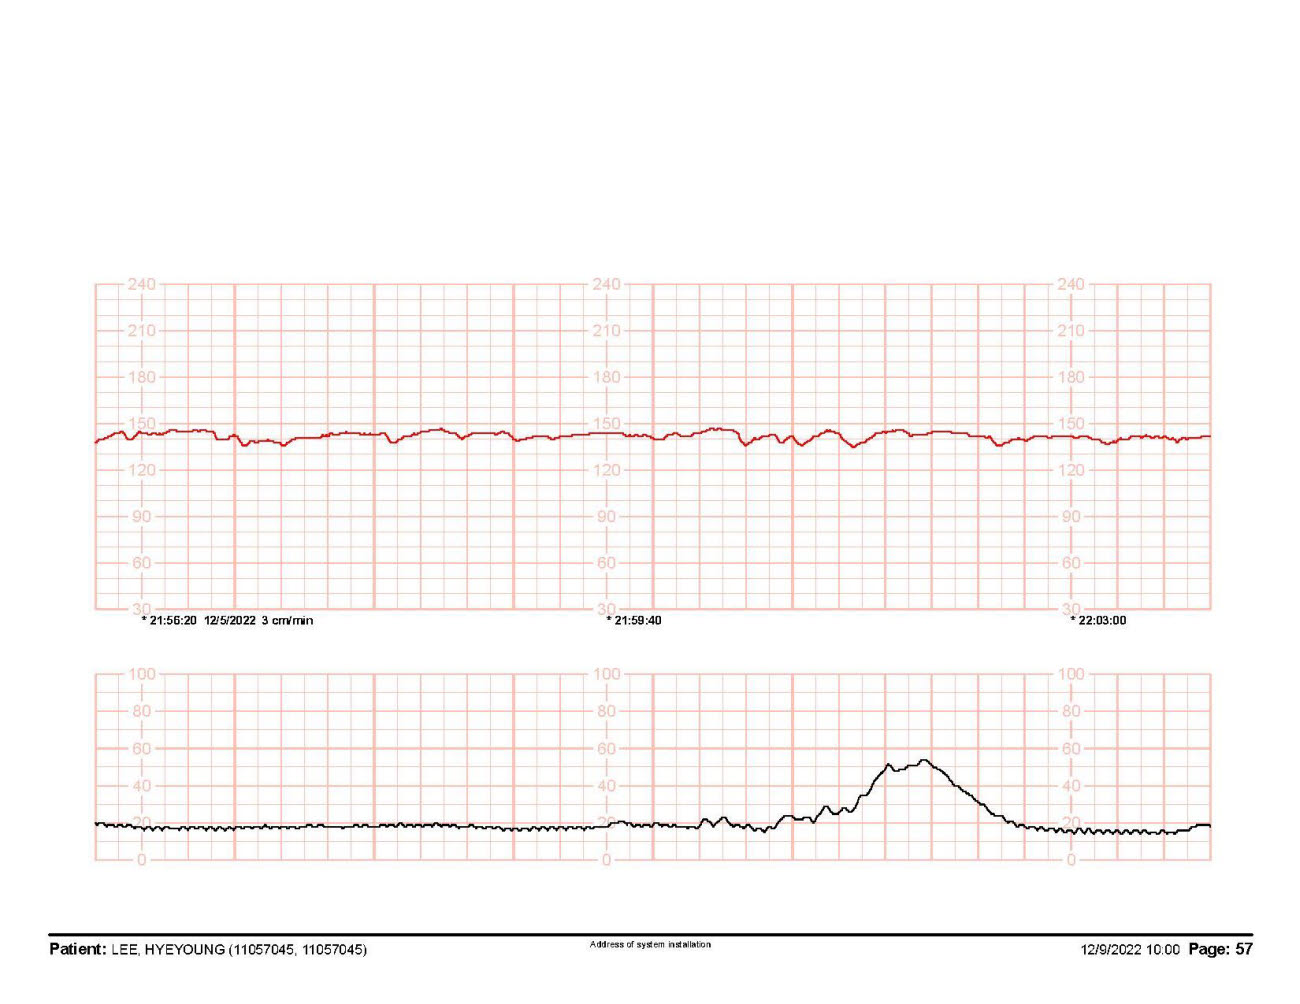 240 240 240
210 210 210
180 180 180
150 150 150
120 120 120
90 90 90
60 60 60
30 30 30
* 21:56:20 12/5/2022 3 cm/min * 21:59:40 * 22:03:00
100 100 100
80 80 80
60 60 60
40 40 40
20 20 20
0 0 0
Patient: LEE, HYEYOUNG (11057045, 11057045) Address of system installation 12/9/2022 10:00 Page: 57